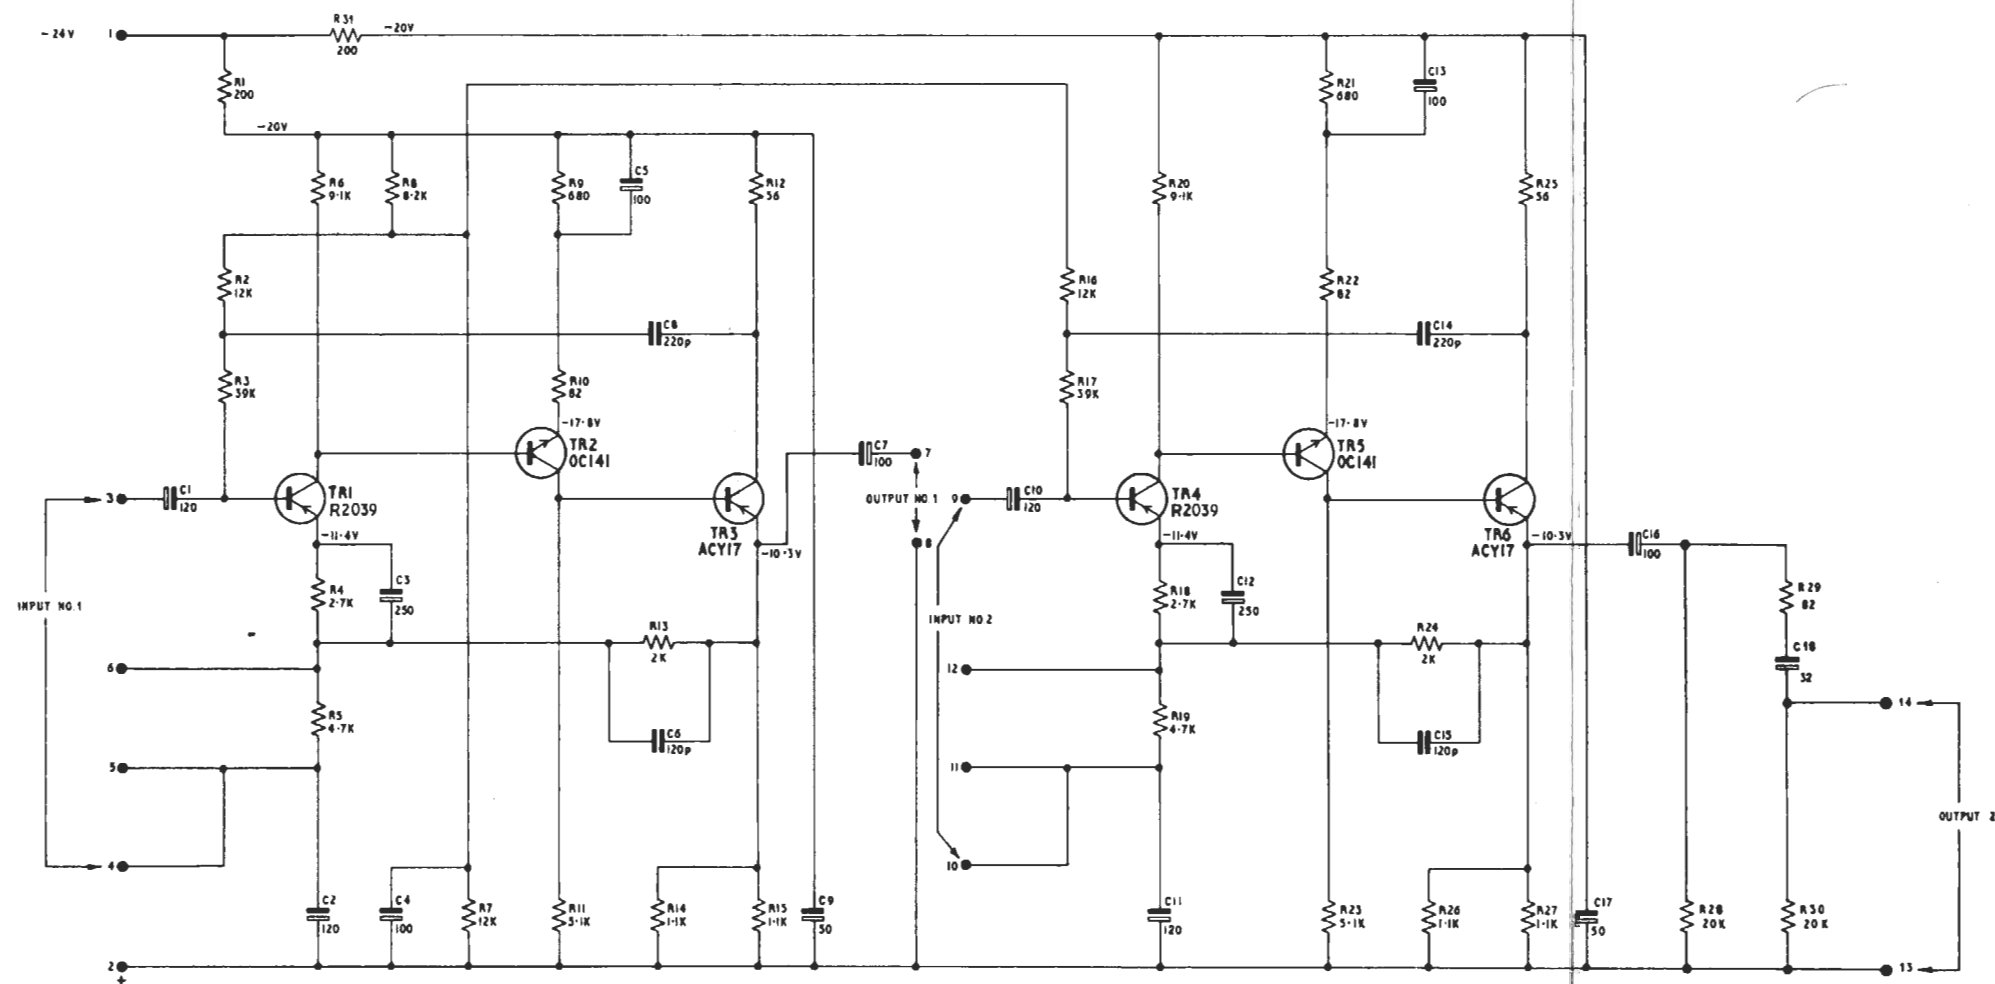 R31
- 24V
1
200
-20V
R1
200
-20V
R6
9·1K
R8
8·2K
R9
680
C5
100
R12
56
R20
9·1K
R21
680
C13
100
R25
56
R2
12K
R16
12K
R22
82
C8
220p
C14
220p
R3
39K
R10
82
R17
39K
-17·8V
TR2
OC141
-17·8V
TR5
OC141
C7
100
7
OUTPUT NO.1
8
3
C1
120
TR1
R2039
TR3
ACY17
9
C10
120
TR4
R2039
TR6
ACY17
-11·4V
-10·3V
-11·4V
-10·3V
C16
100
R4
2·7K
C3
250
R18
2·7K
C12
250
R29
82
INPUT NO.1
INPUT NO.2
R13
2K
R24
2K
C18
32
6
12
R5
4·7K
R19
4·7K
14
C6
120p
C15
120p
5
11
OUTPUT 2
4
10
C2
120
C4
100
R7
12K
R11
5·1K
R14
1·1K
R15
1·1K
C9
50
C11
120
R23
5·1K
R26
1·1K
R27
1·1K
C17
50
R28
20K
R30
20K
2
+
13